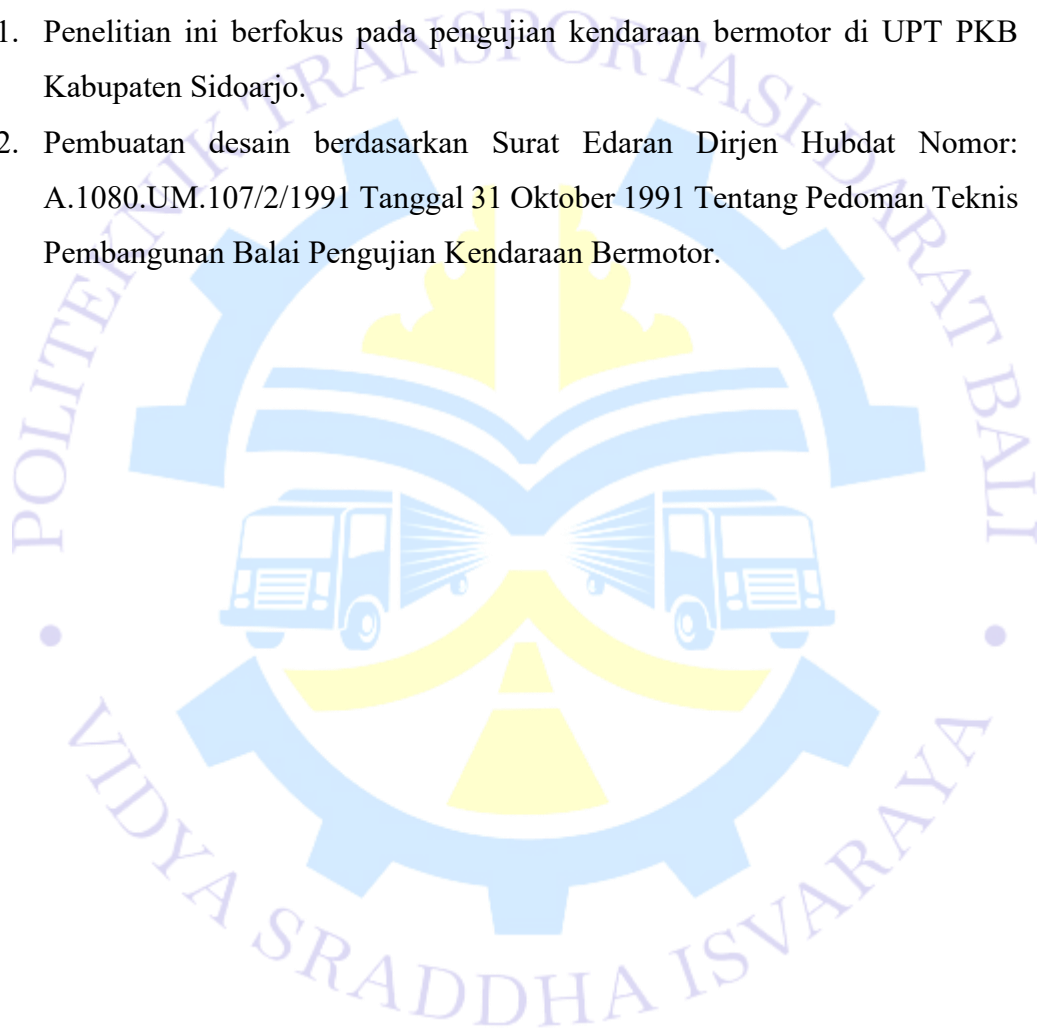 1. Penelitian ini berfokus pada pengujian kendaraan bermotor di UPT PKB
Kabupaten Sidoarjo.
2. Pembuatan desain berdasarkan Surat Edaran Dirjen Hubdat Nomor:
A.1080.UM.107/2/1991 Tanggal 31 Oktober 1991 Tentang Pedoman Teknis
Pembangunan Balai Pengujian Kendaraan Bermotor.
POLITEKNIK TRANSPORTASI DARAT BALI
VIDYA SRADDHA ISVARAYA